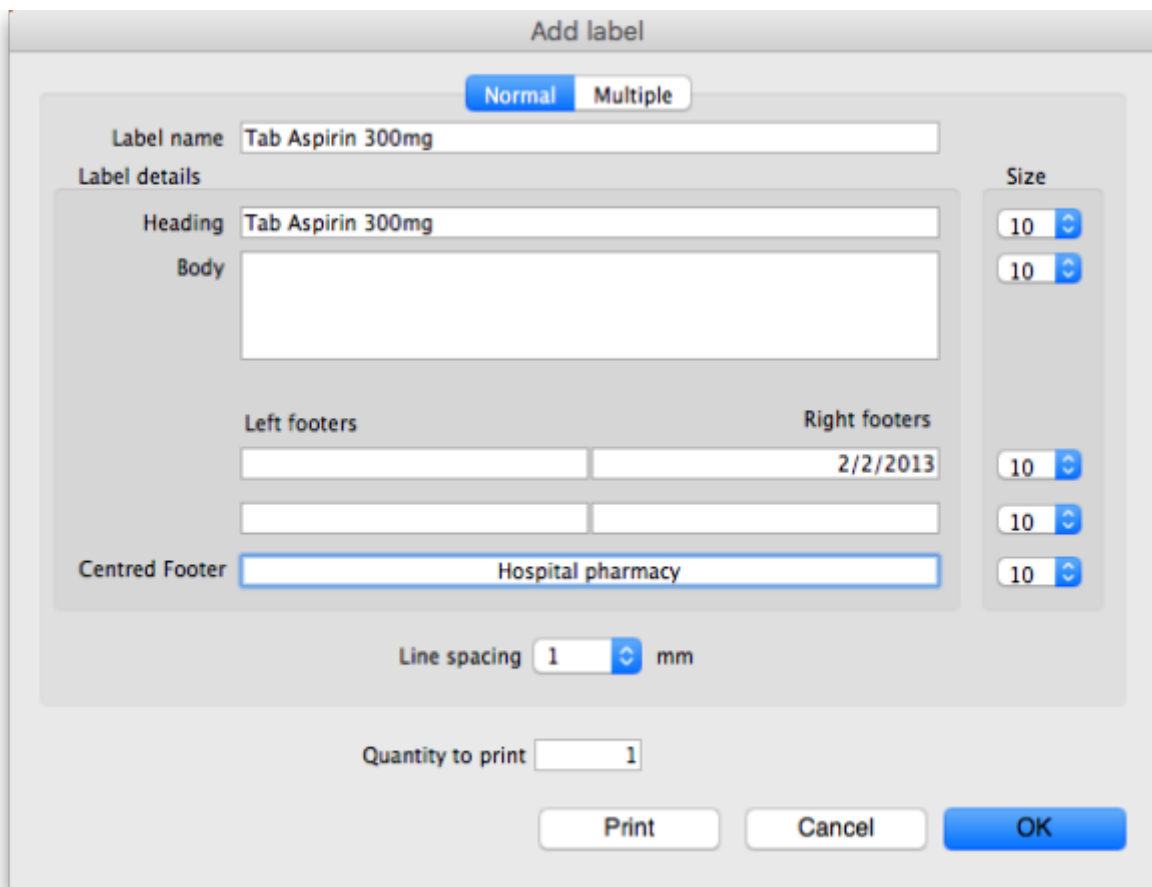 Add label
Normal Multiple
Label name Tab Aspirin 300mg
Label details Size
Heading Tab Aspirin 300mg 10
Body 10
Left footers Right footers
2/2/2013 10
10
Centred Footer Hospital pharmacy 10
Line spacing 1 mm
Quantity to print 1
Print Cancel OK